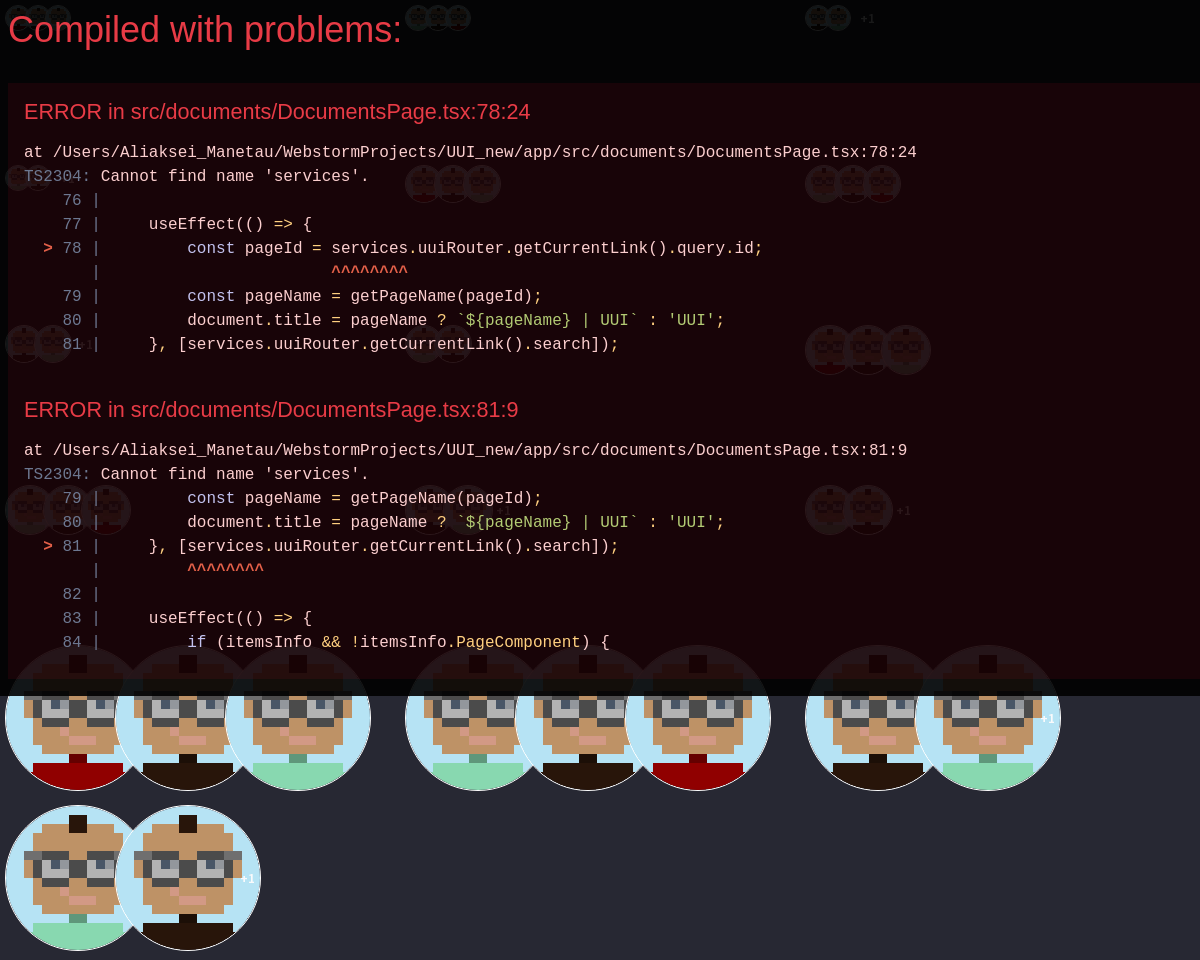 Compiled with problems:
+1
ERROR in src/documents/DocumentsPage.tsx:78:24
at /Users/Aliaksei_Manetau/WebstormProjects/UUI_new/app/src/documents/DocumentsPage.tsx:78:24
TS2304: Cannot find name 'services'.
76 |
77 |     useEffect(() => {
> 78 |         const pageId = services.uuiRouter.getCurrentLink().query.id;
|                        ^^^^^^^^
79 |         const pageName = getPageName(pageId);
80 |         document.title = pageName ? `${pageName} | UUI` : 'UUI';
81 |     }, [services.uuiRouter.getCurrentLink().search]);
+1
ERROR in src/documents/DocumentsPage.tsx:81:9
at /Users/Aliaksei_Manetau/WebstormProjects/UUI_new/app/src/documents/DocumentsPage.tsx:81:9
TS2304: Cannot find name 'services'.
79 |         const pageName = getPageName(pageId);
+1
+1
80 |         document.title = pageName ? `${pageName} | UUI` : 'UUI';
> 81 |     }, [services.uuiRouter.getCurrentLink().search]);
|         ^^^^^^^^
82 |
83 |     useEffect(() => {
84 |         if (itemsInfo && !itemsInfo.PageComponent) {
+1
+1